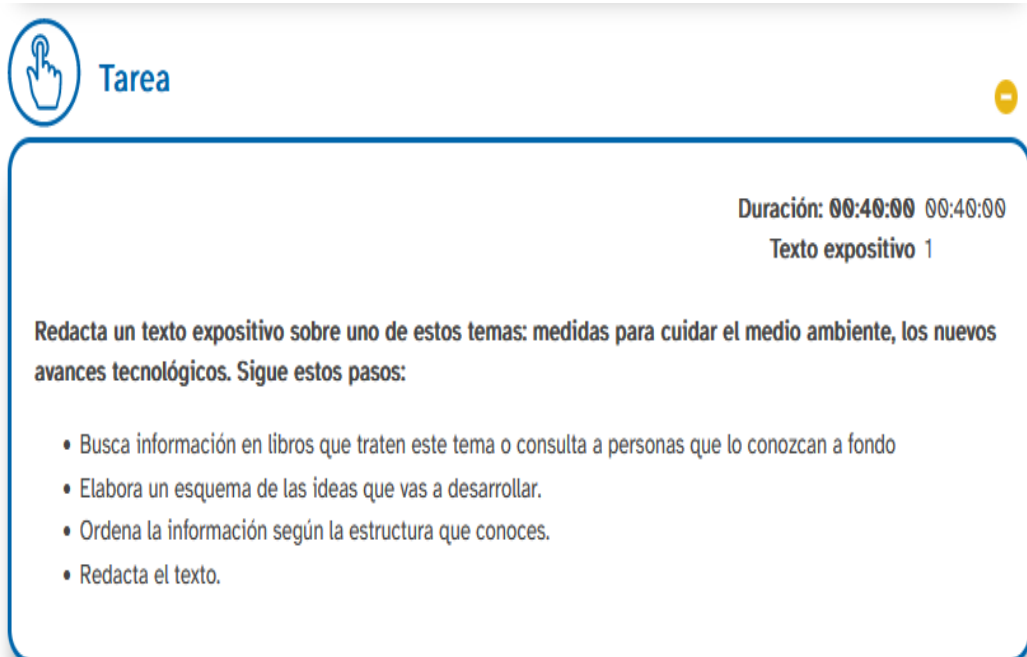 Tarea
Duración: 00:40:00 00:40:00
Texto expositivo 1
Redacta un texto expositivo sobre uno de estos temas: medidas para cuidar el medio ambiente, los nuevos
avances tecnológicos. Sigue estos pasos:
• Busca información en libros que traten este tema o consulta a personas que lo conozcan a fondo
• Elabora un esquema de las ideas que vas a desarrollar.
• Ordena la información según la estructura que conoces.
• Redacta el texto.